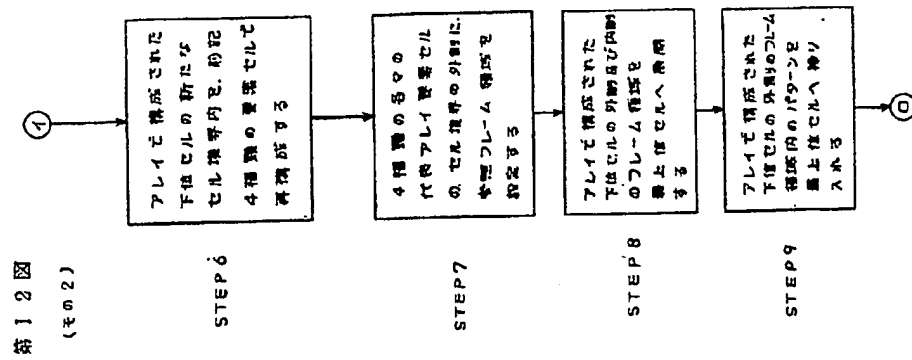 第12図
(その2)
イ
アレイで構成された
下位セルの新たな
セル境界内を,前記
4種類の要素セルで
再構成する
STEP6
4種類の各々の
代表アレイ要素セル
の、セル境界の外側に、
参照フレーム領域を
設定する
STEP7
アレイで構成された
下位セルの外側及び内側
のフレーム領域を
最上位セルへ展開
する
STEP8
アレイで構成された
下位セルの外側のフレーム
領域内のパターンを
最上位セルへ
入れる
STEP9
ロ